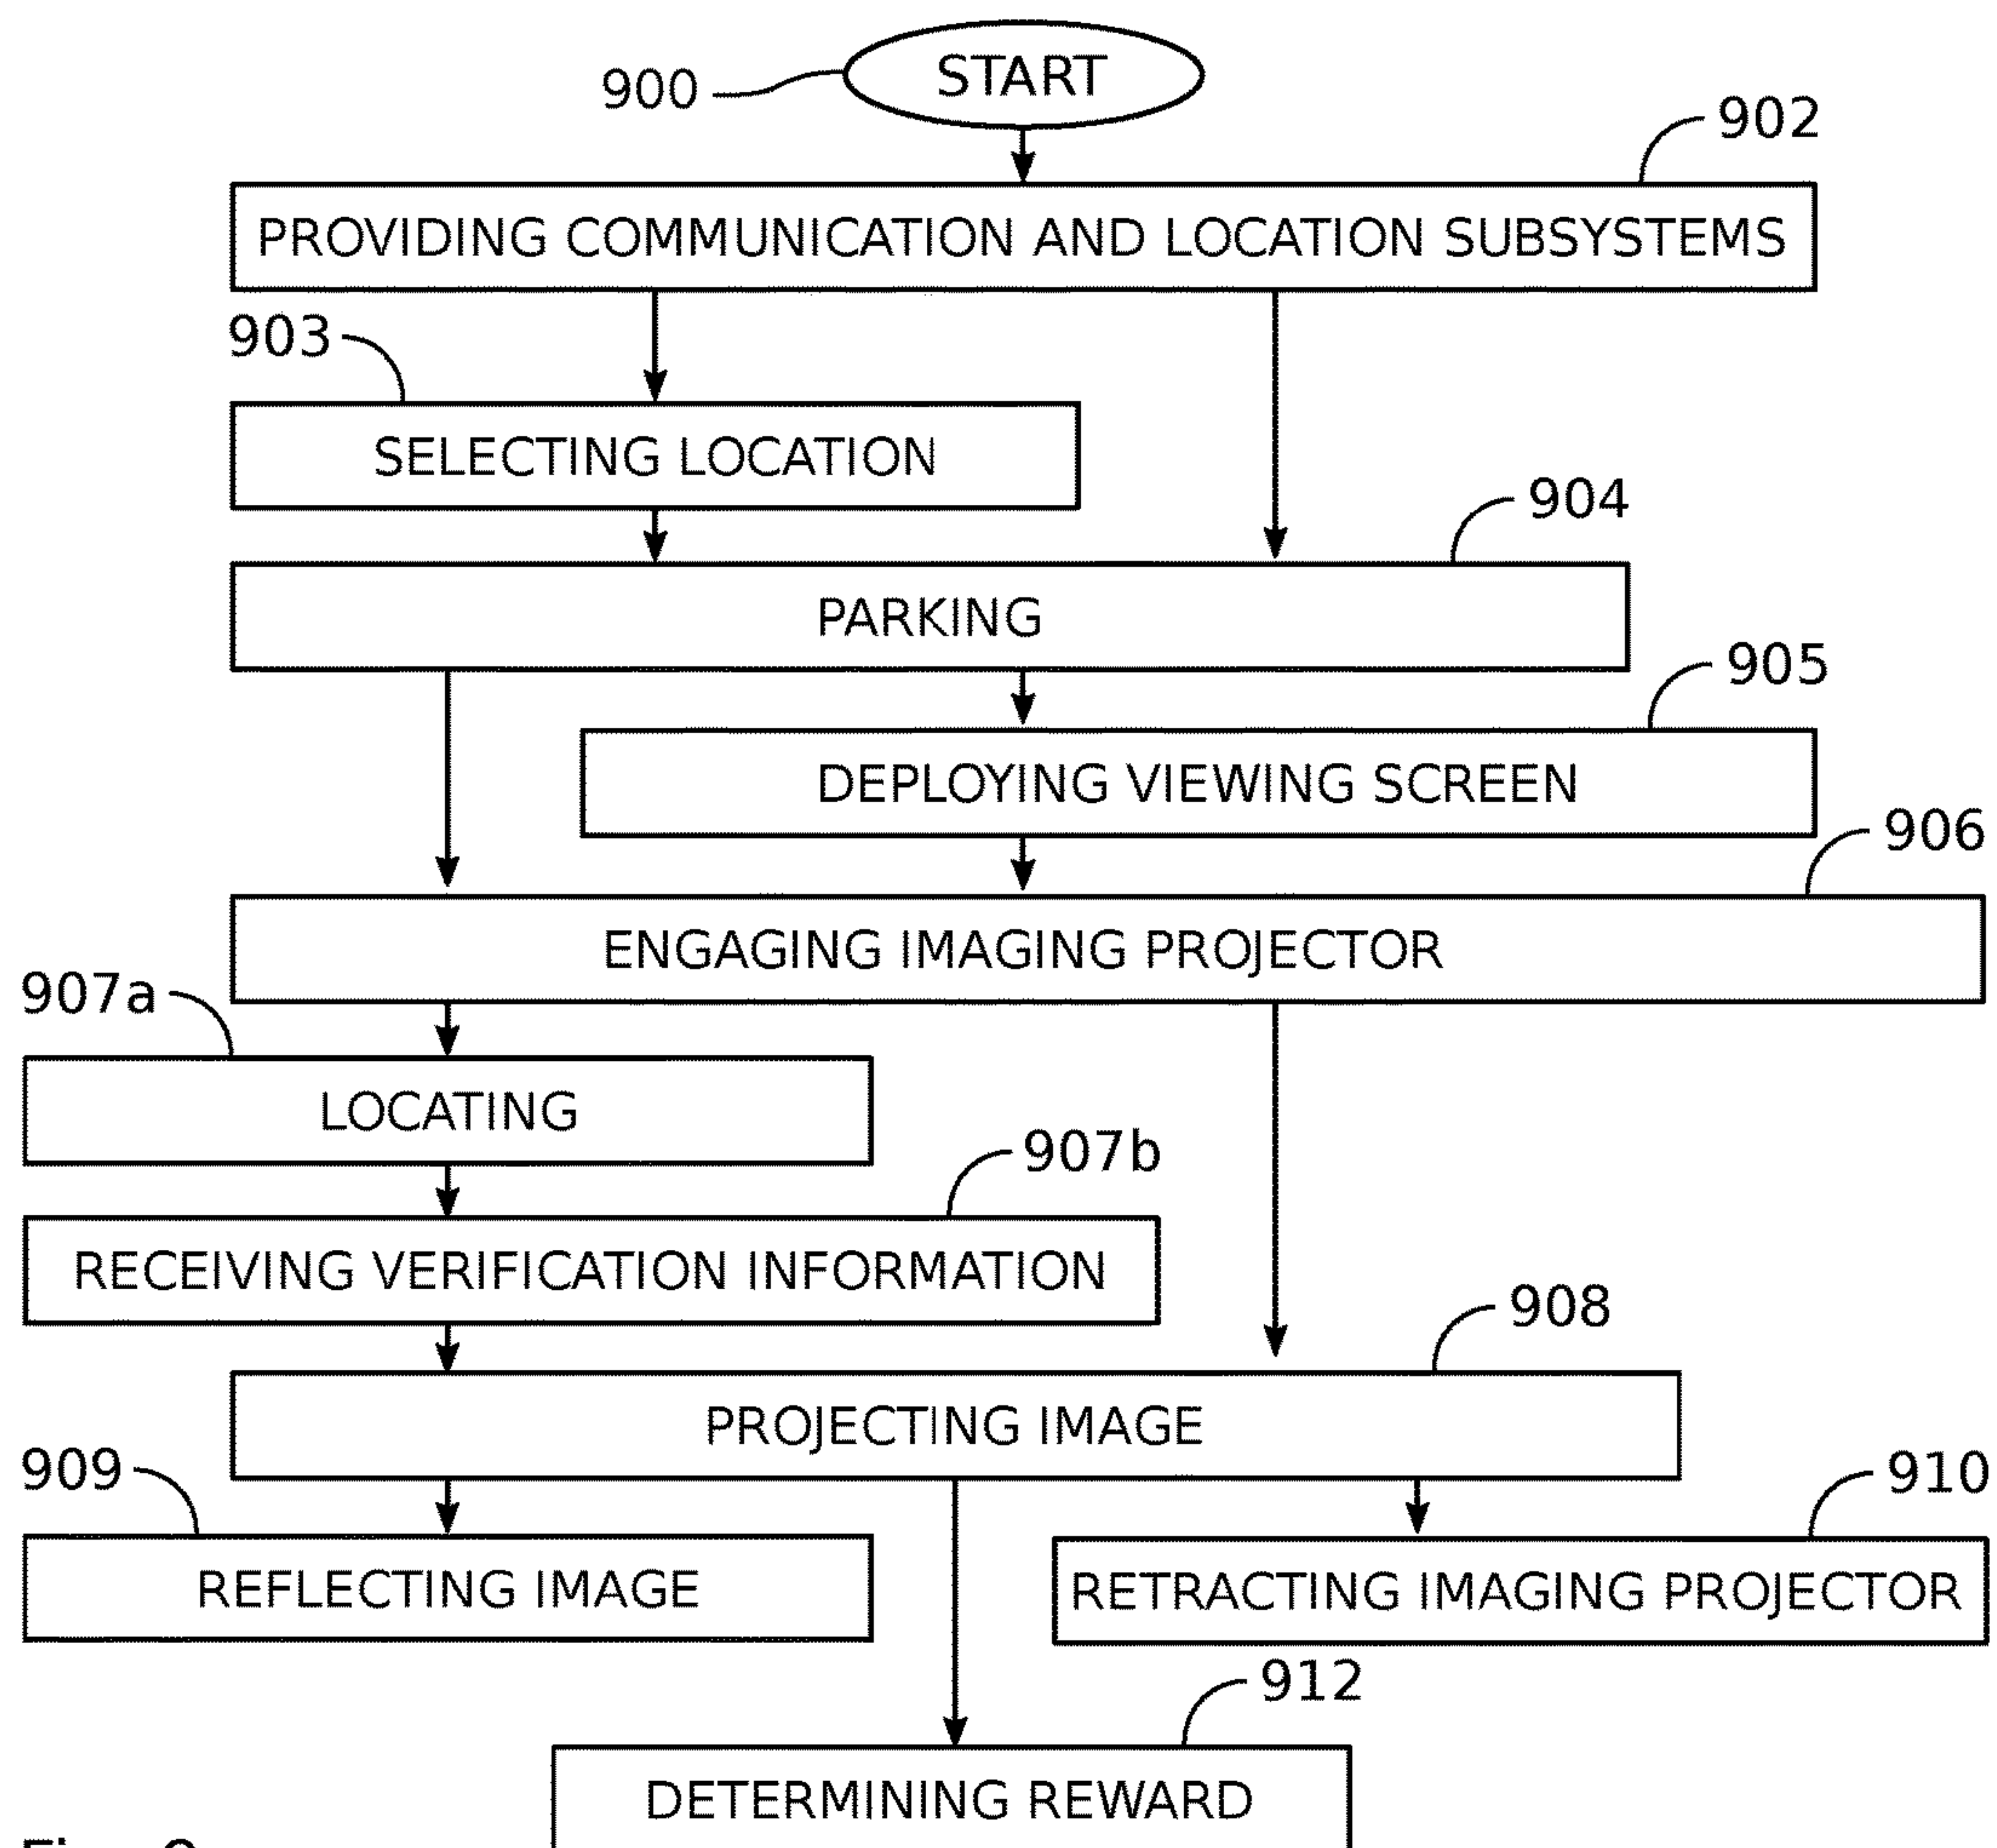 START
900
902
PROVIDING COMMUNICATION AND LOCATION SUBSYSTEMS
903
SELECTING LOCATION
904
PARKING
905
DEPLOYING VIEWING SCREEN
906
ENGAGING IMAGING PROJECTOR
907a
LOCATING
907b
RECEIVING VERIFICATION INFORMATION
908
PROJECTING IMAGE
909
REFLECTING IMAGE
910
RETRACTING IMAGING PROJECTOR
912
DETERMINING REWARD